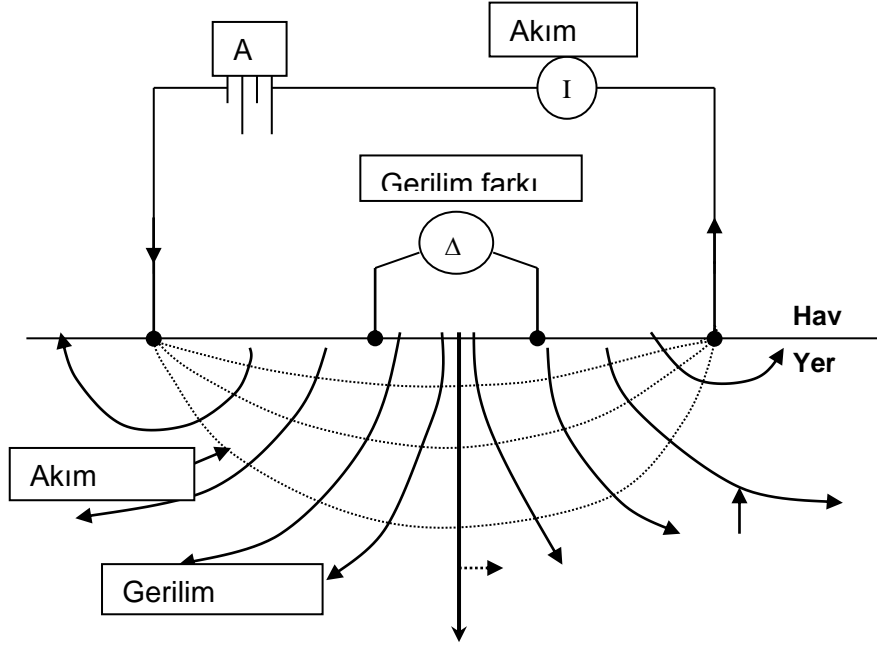 Akım
A
I
Gerilim farkı
Δ
Hav
Yer
Akım
Gerilim